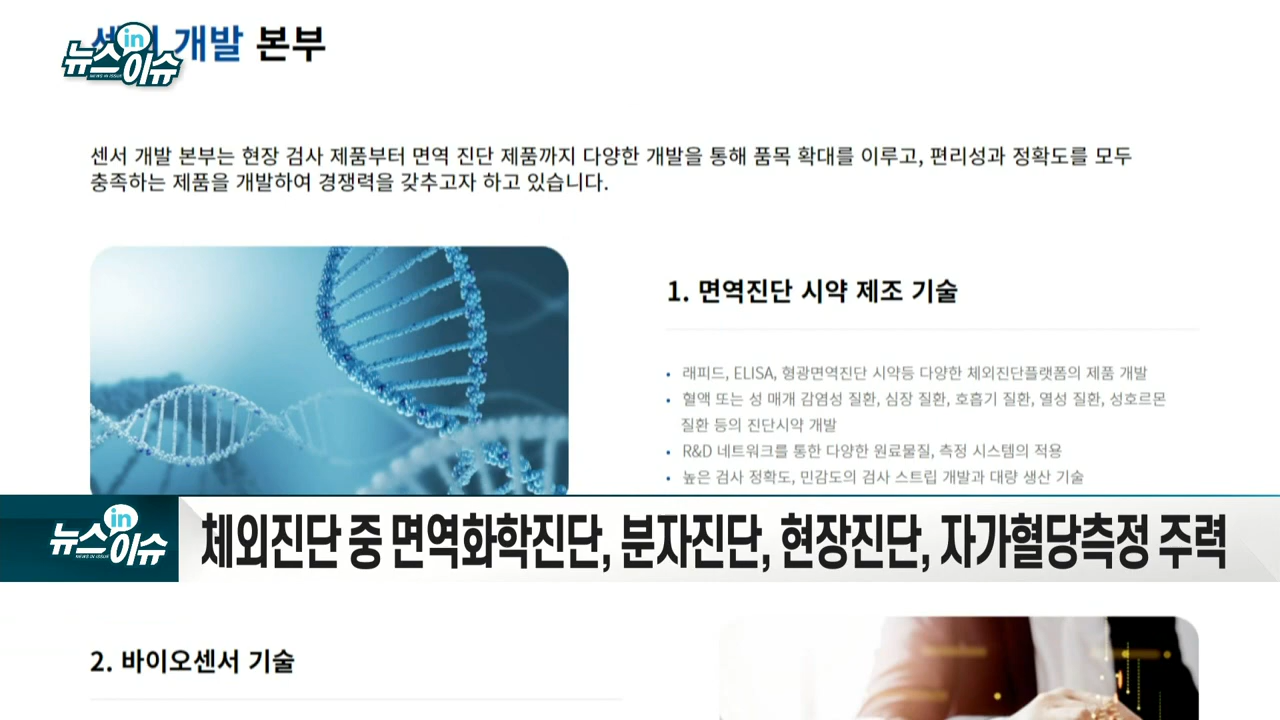 개발 본부
뉴스in이슈
NEWS IN ISSUE
센서 개발 본부는 현장 검사 제품부터 면역 진단 제품까지 다양한 개발을 통해 품목 확대를 이루고, 편리성과 정확도를 모두
충족하는 제품을 개발하여 경쟁력을 갖추고자 하고 있습니다.
1. 면역진단 시약 제조 기술
• 래피드, ELISA, 형광면역진단 시약등 다양한 체외진단플랫폼의 제품 개발
• 혈액 또는 성 매개 감염성 질환, 심장 질환, 호흡기 질환, 열성 질환, 성호르몬
질환 등의 진단시약 개발
• R&D 네트워크를 통한 다양한 원료물질, 측정 시스템의 적용
• 높은 검사 정확도, 민감도의 검사 스트립 개발과 대량 생산 기술
뉴스in이슈
NEWS IN ISSUE
체외진단 중 면역화학진단, 분자진단, 현장진단, 자가혈당측정 주력
2. 바이오센서 기술